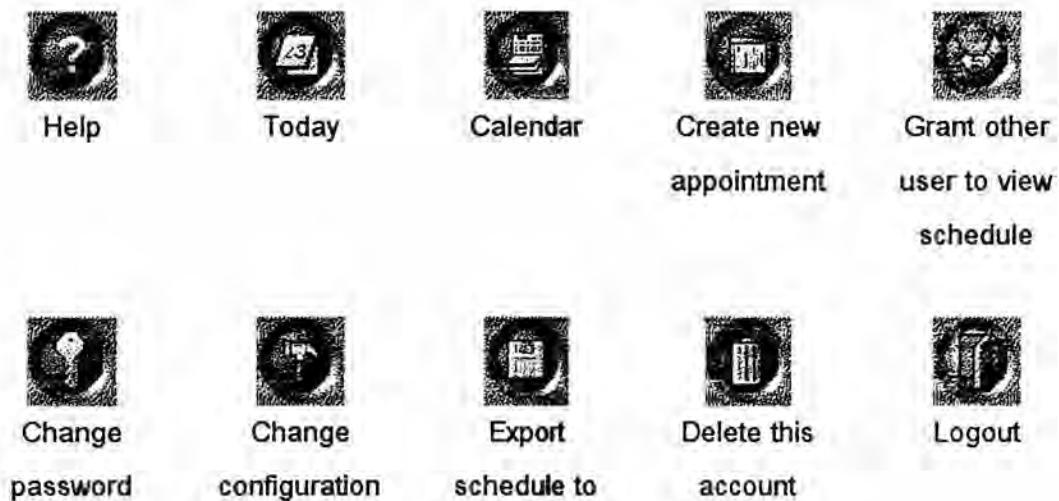 Help
Today
Calendar
Create new
appointment
Grant other
user to view
schedule
Change
password
Change
configuration
Export
schedule to
Delete this
account
Logout